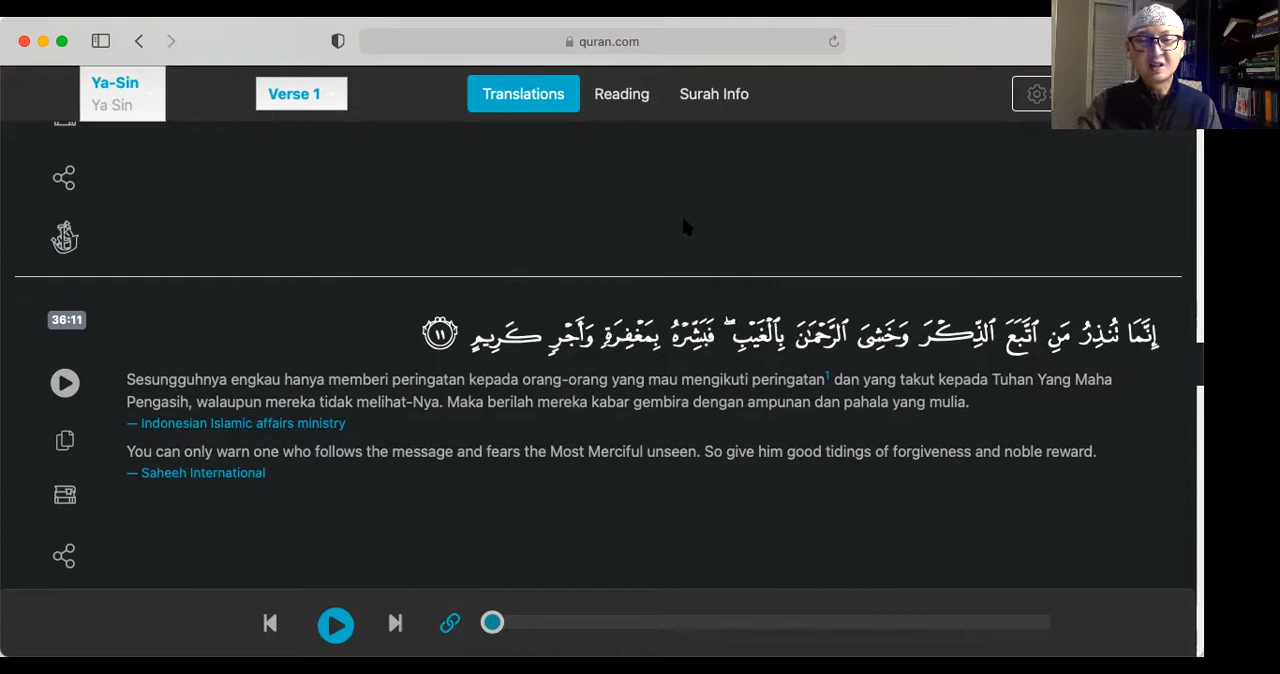 quran.com
Ya-Sin
Ya Sin
Verse 1
Translations
Reading
Surah Info
36:11
إِنَّمَا تُنذِرُ مَنِ ٱتَّبَعَ ٱلذِّكْرَ وَخَشِىَ ٱلرَّحْمَـٰنَ بِٱلْغَيْبِ ۖ فَبَشِّرْهُ بِمَغْفِرَةٍ وَأَجْرٍ كَرِيمٍ ١١
Sesungguhnya engkau hanya memberi peringatan kepada orang-orang yang mau mengikuti peringatan1 dan yang takut kepada Tuhan Yang Maha
Pengasih, walaupun mereka tidak melihat-Nya. Maka berilah mereka kabar gembira dengan ampunan dan pahala yang mulia.
— Indonesian Islamic affairs ministry
You can only warn one who follows the message and fears the Most Merciful unseen. So give him good tidings of forgiveness and noble reward.
— Saheeh International